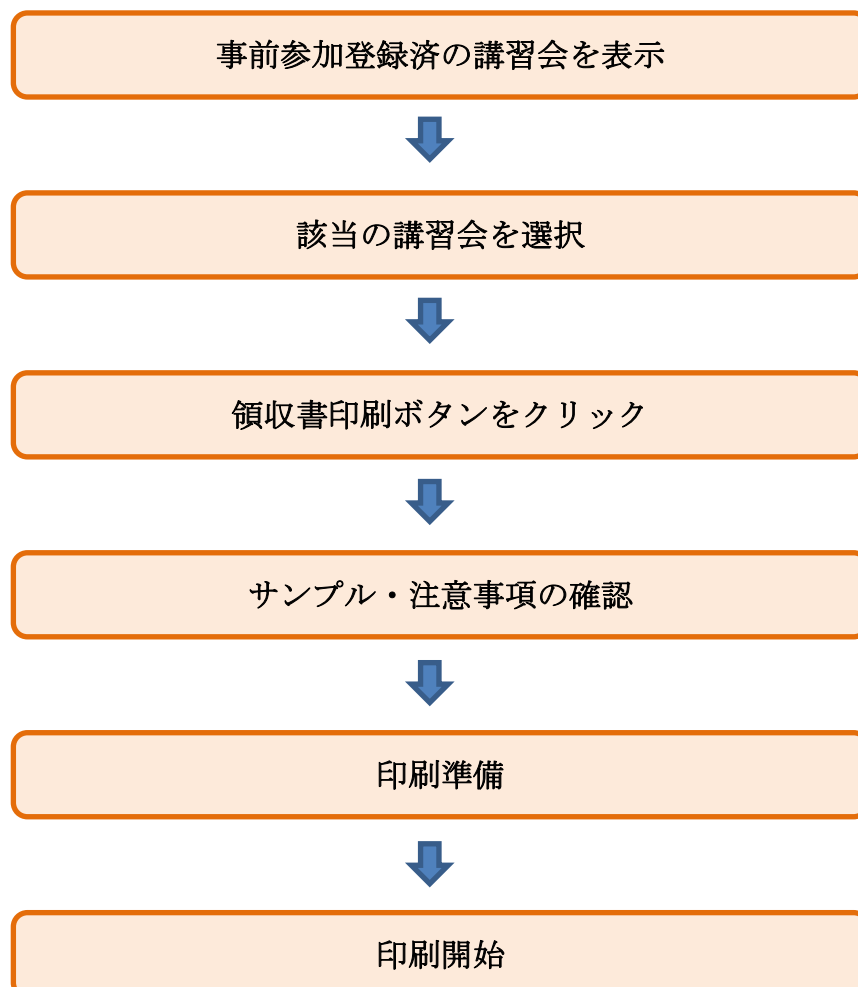 事前参加登録済の講習会を表示
該当の講習会を選択
領収書印刷ボタンをクリック
サンプル・注意事項の確認
印刷準備
印刷開始